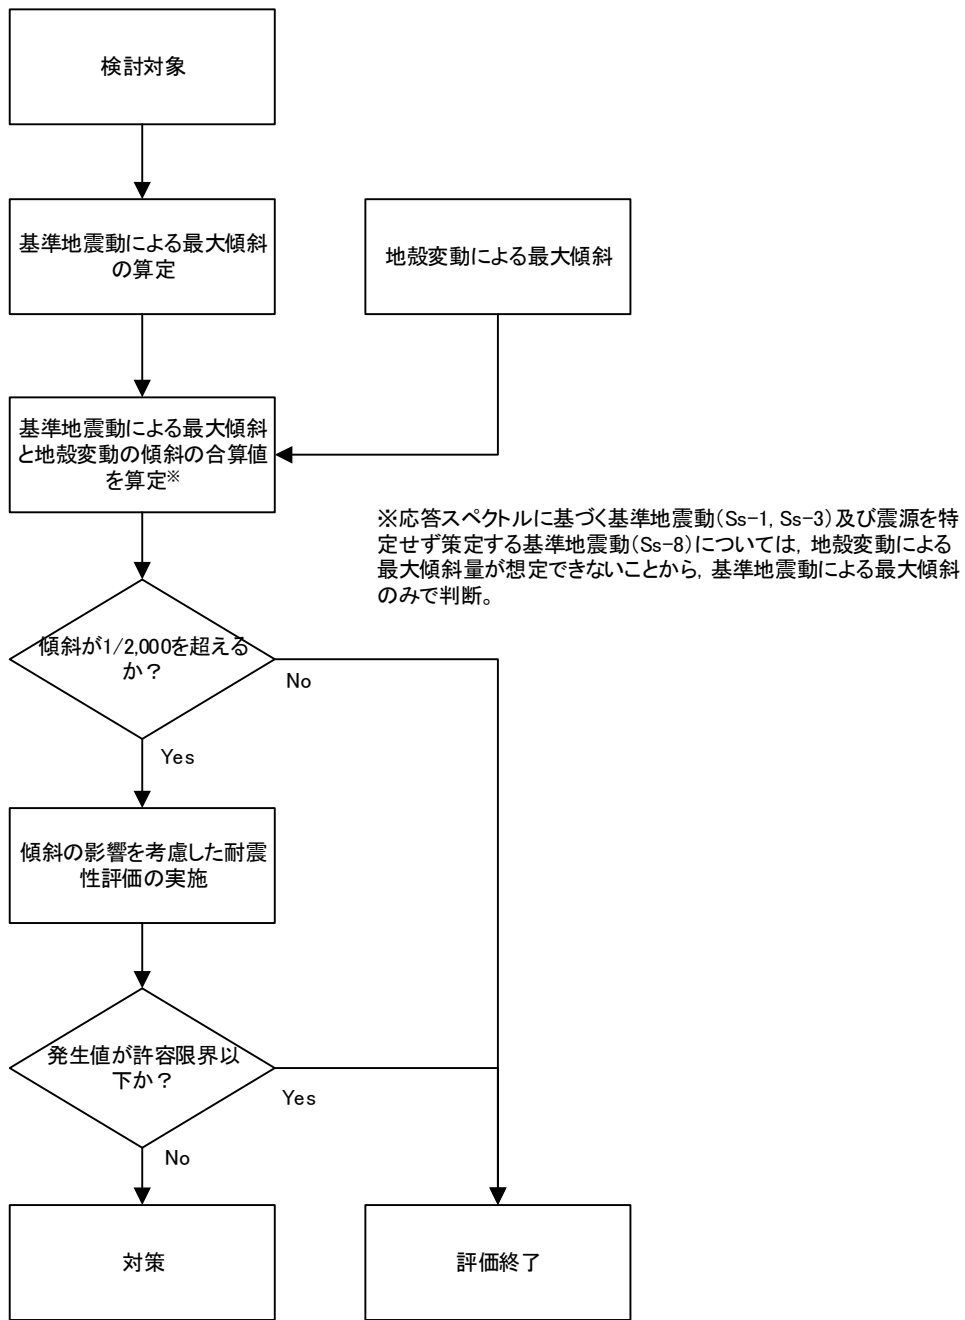 検討対象
基準地震動による最大傾斜
の算定
地殻変動による最大傾斜
基準地震動による最大傾斜
と地殻変動の傾斜の合算値
を算定※
※応答スペクトルに基づく基準地震動(Ss-1, Ss-3)及び震源を特
定せず策定する基準地震動(Ss-8)については, 地殻変動による
最大傾斜量が想定できないことから, 基準地震動による最大傾斜
のみで判断。
傾斜が1/2,000を超える
か?
No
Yes
傾斜の影響を考慮した耐震
性評価の実施
発生値が許容限界以
下か?
Yes
No
対策
評価終了